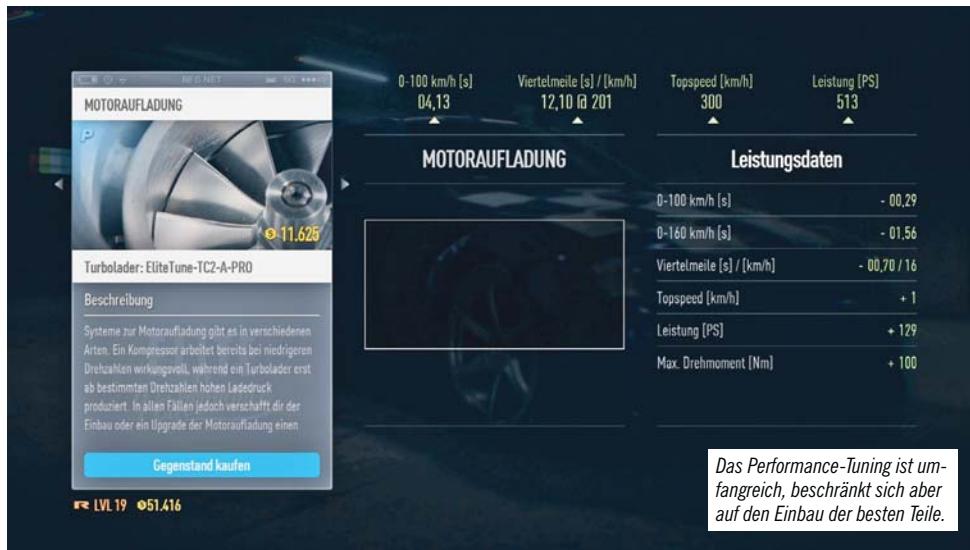 MOTORAUFLADUNG
P
11.625
Turbolader: EliteTune-TC2-A-PRO
Beschreibung
Systeme zur Motoraufladung gibt es in verschiedenen
Arten. Ein Kompressor arbeitet bereits bei niedrigeren
Drehzahlen wirkungsvoll, während ein Turbolader erst
ab bestimmten Drehzahlen hohen Ladedruck
produziert. In allen Fällen jedoch verschafft dir der
Einbau oder ein Upgrade der Motoraufladung einen
Gegenstand kaufen
R LVL 19 51.416
0-100 km/h [s] Viertelmeile [s] / [km/h] Topspeed [km/h] Leistung [PS]
04,13 12,10 @ 201 300 513
MOTORAUFLADUNG
Leistungsdaten
0-100 km/h [s] - 00,29
0-160 km/h [s] - 01,56
Viertelmeile [s] / [km/h] - 00,70 / 16
Topspeed [km/h] + 1
Leistung [PS] + 129
Max. Drehmoment [Nm] + 100
Das Performance-Tuning ist um-
fangreich, beschränkt sich aber
auf den Einbau der besten Teile.